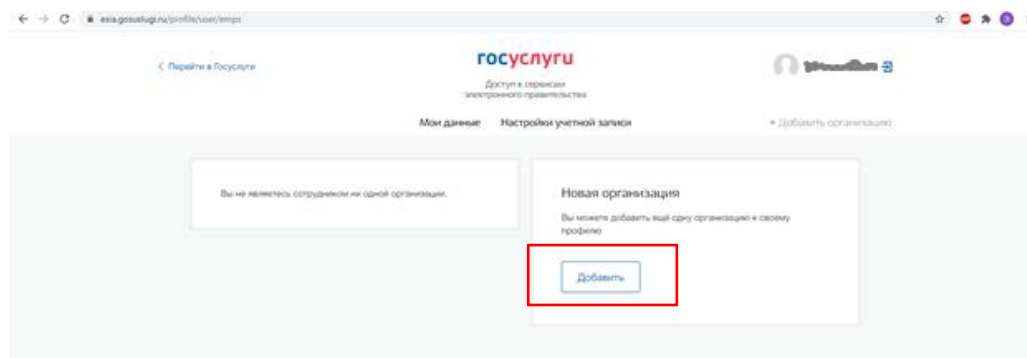 esia.gosuslugi.ru/profile/user/emps
Перейти в Госуслуги
госуслуги
Доступ к сервисам
электронного правительства
Мои данные Настройки учетной записи + Добавить организацию
Вы не являетесь сотрудником ни одной организации.
Новая организация
Вы можете добавить ещё одну организацию к своему
профилю
Добавить